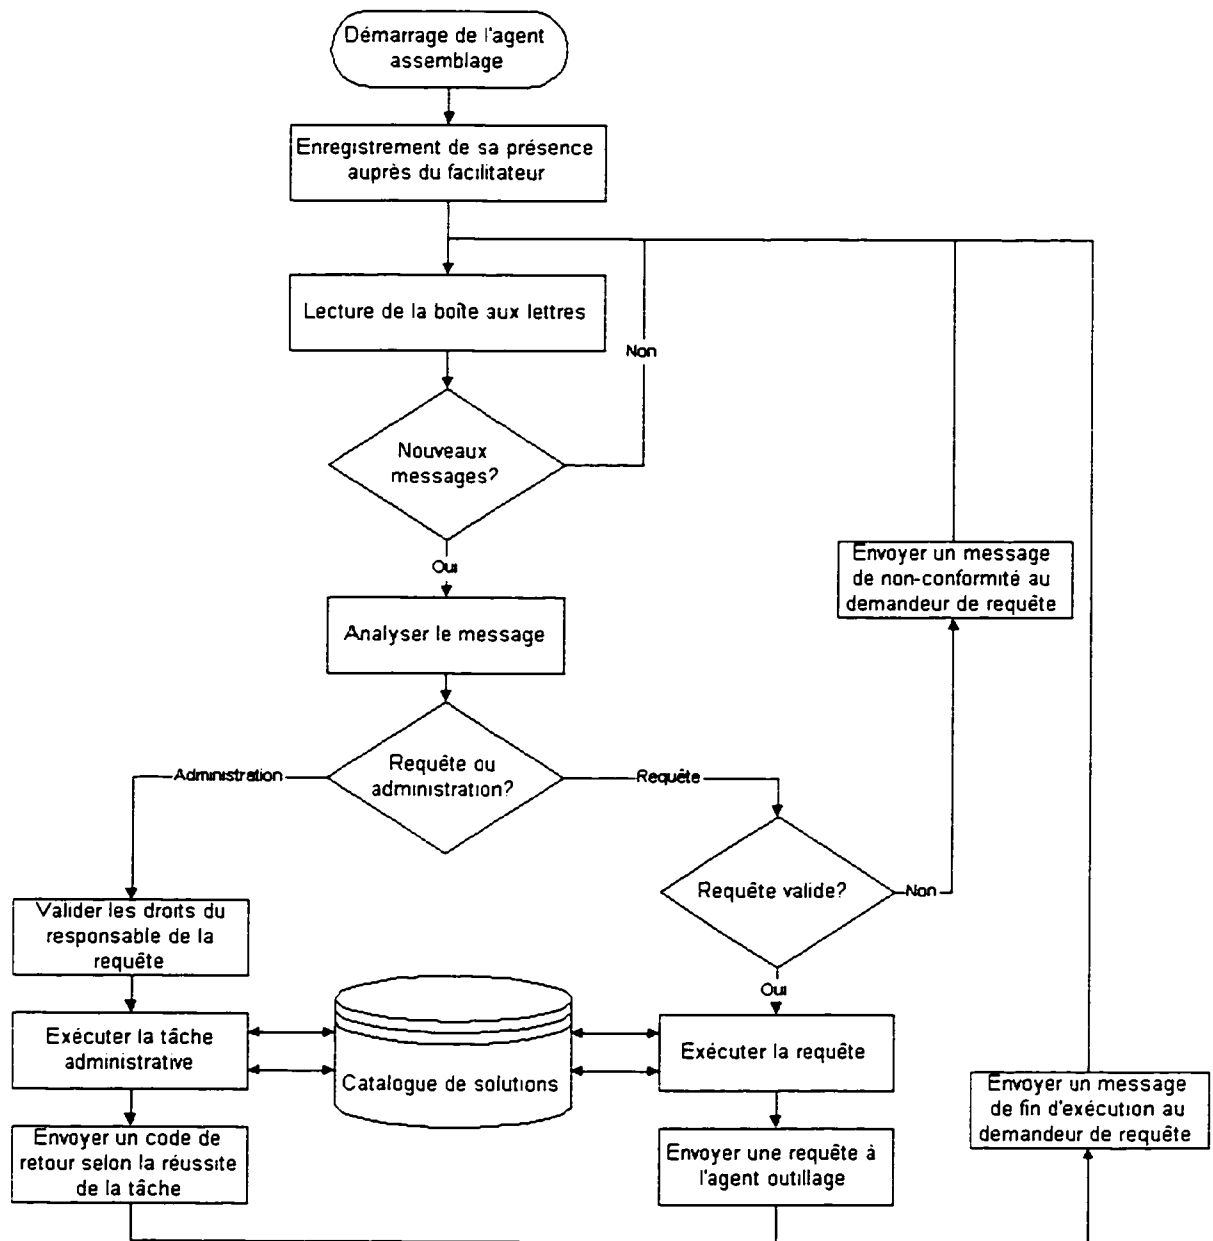 Démarrage de l'agent
assemblage
Enregistrement de sa présence
auprès du facilitateur
Lecture de la boîte aux lettres
Non
Nouveaux
messages?
Oui
Envoyer un message
de non-conformité au
demandeur de requête
Analyser le message
Requête ou
administration?
Administration
Requête
Requête valide?
Non
Valider les droits du
responsable de la
requête
Oui
Exécuter la tâche
administrative
Catalogue de solutions
Exécuter la requête
Envoyer un message
de fin d'exécution au
demandeur de requête
Envoyer un code de
retour selon la réussite
de la tâche
Envoyer une requête à
l'agent outillage